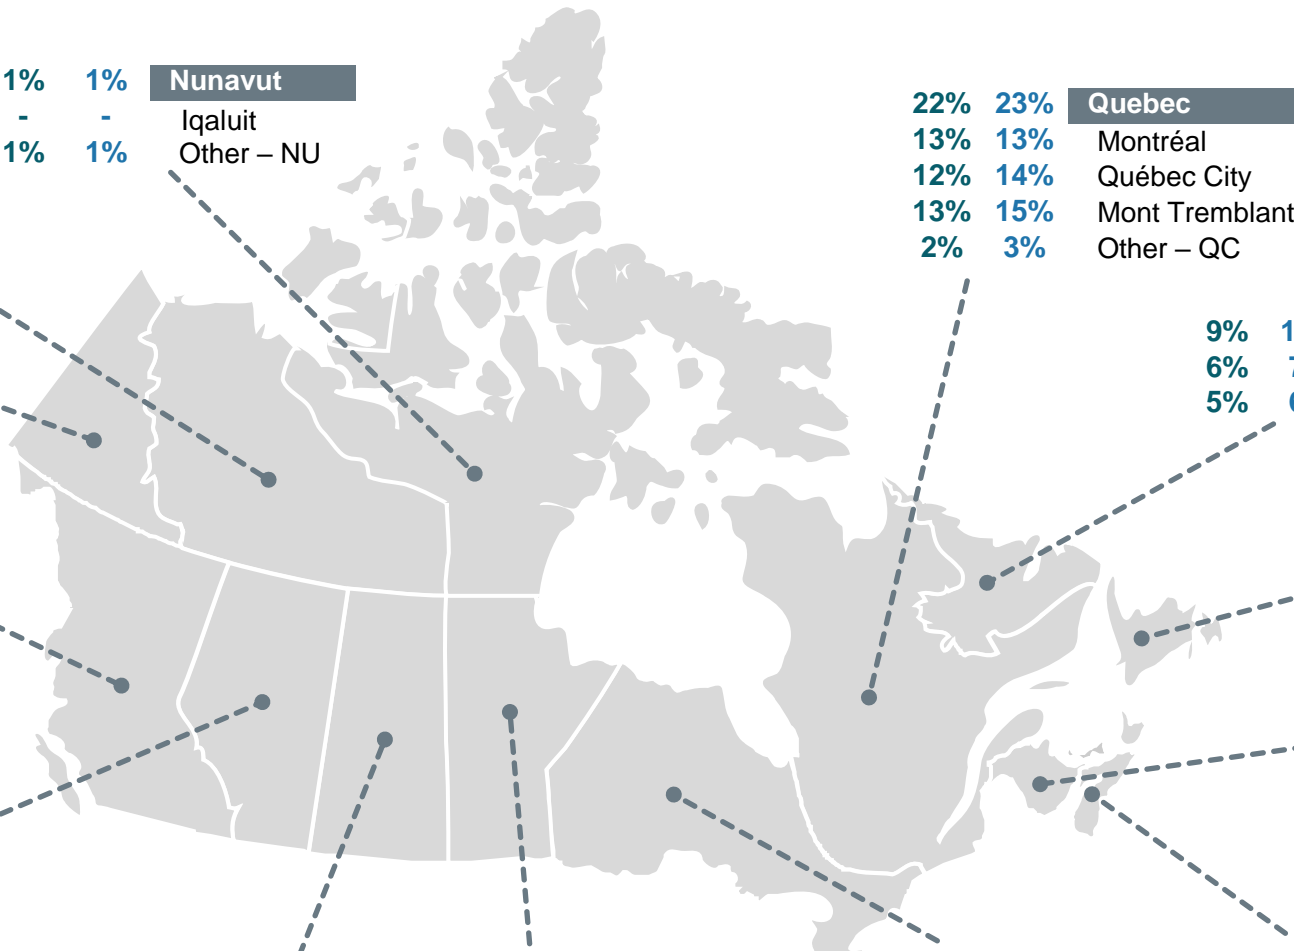 1% 1% Nunavut
- - Iqaluit
1% 1% Other – NU
22% 23% Quebec
13% 13% Montréal
12% 14% Québec City
13% 15% Mont Tremblant
2% 3% Other – QC
9% 1
6%
5%